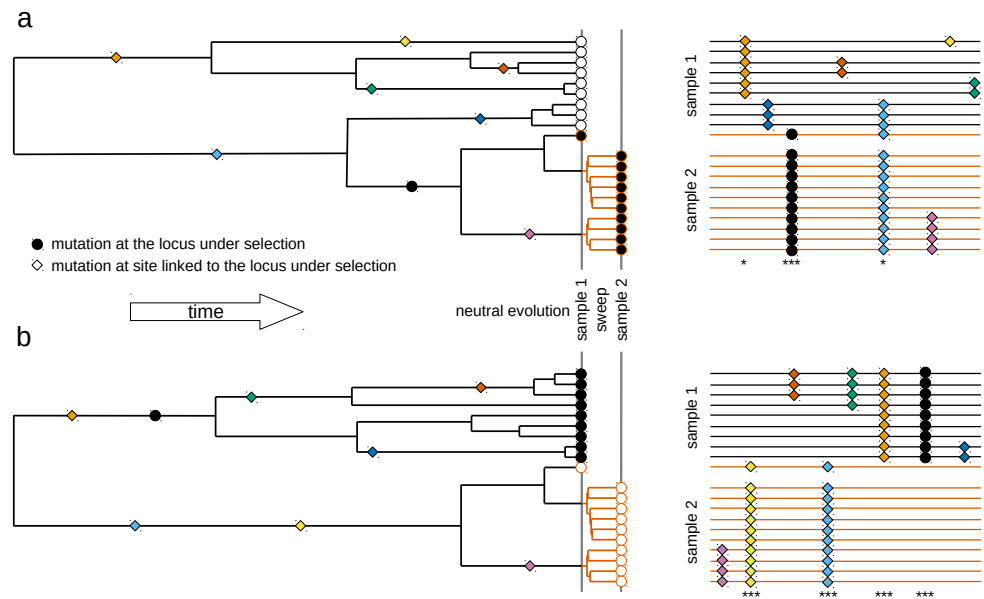 a
sample 1
sample 2
* *** *
mutation at the locus under selection
mutation at site linked to the locus under selection
time
neutral evolution
sample 1
sweep
sample 2
b
sample 1
sample 2
*** *** *** ***